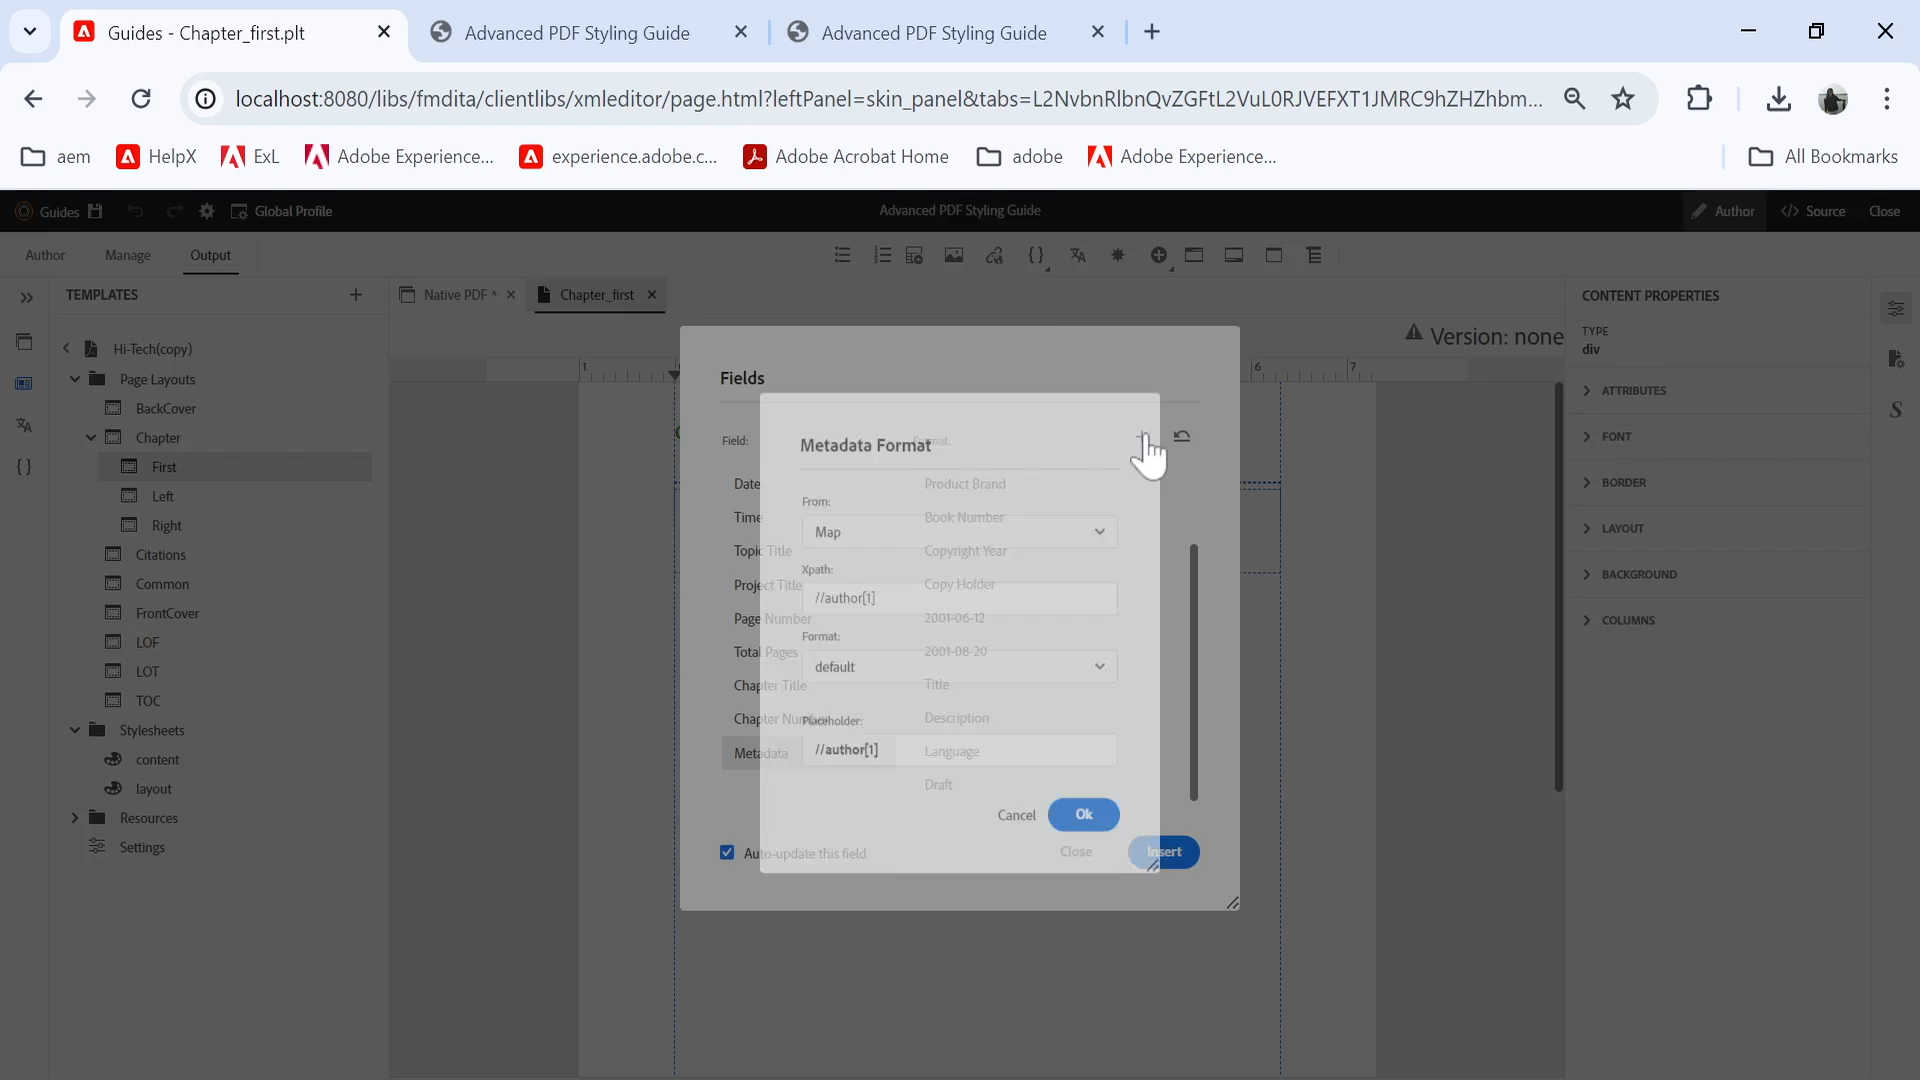 Guides - Chapter_first.plt
Advanced PDF Styling Guide
Advanced PDF Styling Guide
localhost:8080/libs/fmdita/clientlibs/xmleditor/page.html?leftPanel=skin_panel&tabs=L2NvbnRlbnQvZGFtL2VuL0RJVEFXT1JMRC9hZHZhbm...
aem
HelpX
ExL
Adobe Experience...
experience.adobe.c...
Adobe Acrobat Home
adobe
Adobe Experience...
All Bookmarks
Guides
Global Profile
Advanced PDF Styling Guide
Author
Source
Close
Author
Manage
Output
TEMPLATES
Native PDF *
Chapter_first
Version: none
CONTENT PROPERTIES
TYPE
div
ATTRIBUTES
FONT
BORDER
LAYOUT
BACKGROUND
COLUMNS
Hi-Tech(copy)
Page Layouts
BackCover
Chapter
First
Left
Right
Citations
Common
FrontCover
LOF
LOT
TOC
Stylesheets
content
layout
Resources
Settings
1
6
7
Fields
Field:
Format:
Date
Time
Topic Title
Project Title
Page Number
Total Pages
Chapter Title
Chapter Number
Metadata
Product Brand
Book Number
Copyright Year
Copy Holder
2001-06-12
2001-08-20
Title
Description
Language
Draft
Auto-update this field
Close
Insert
Metadata Format
From:
Map
Xpath:
//author[1]
Format:
default
Placeholder:
//author[1]
Cancel
Ok